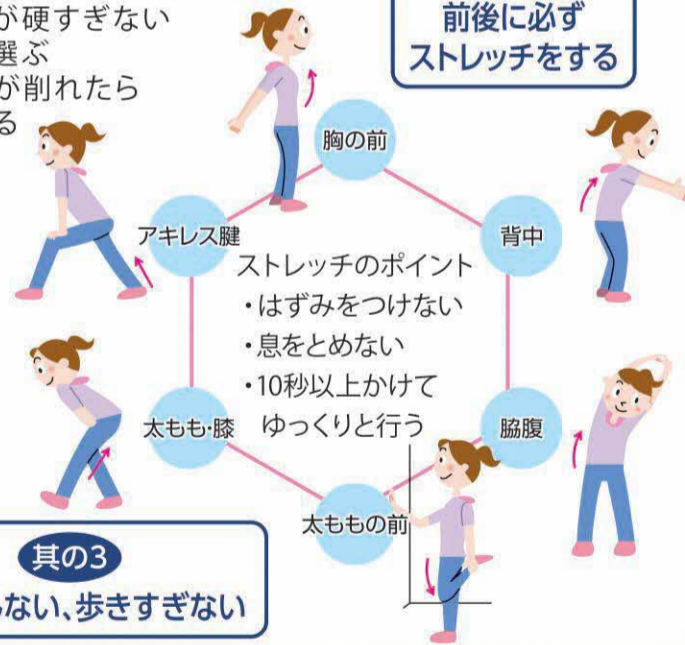 が硬すぎない
選ぶ
が削れたら
る
前後に必ず
ストレッチをする
胸の前
アキレス腱
背中
ストレッチのポイント
・はずみをつけない
・息をとめない
・10秒以上かけて
ゆっくりと行う
太もも・膝
脇腹
太ももの前
其の3
ない、歩きすぎない